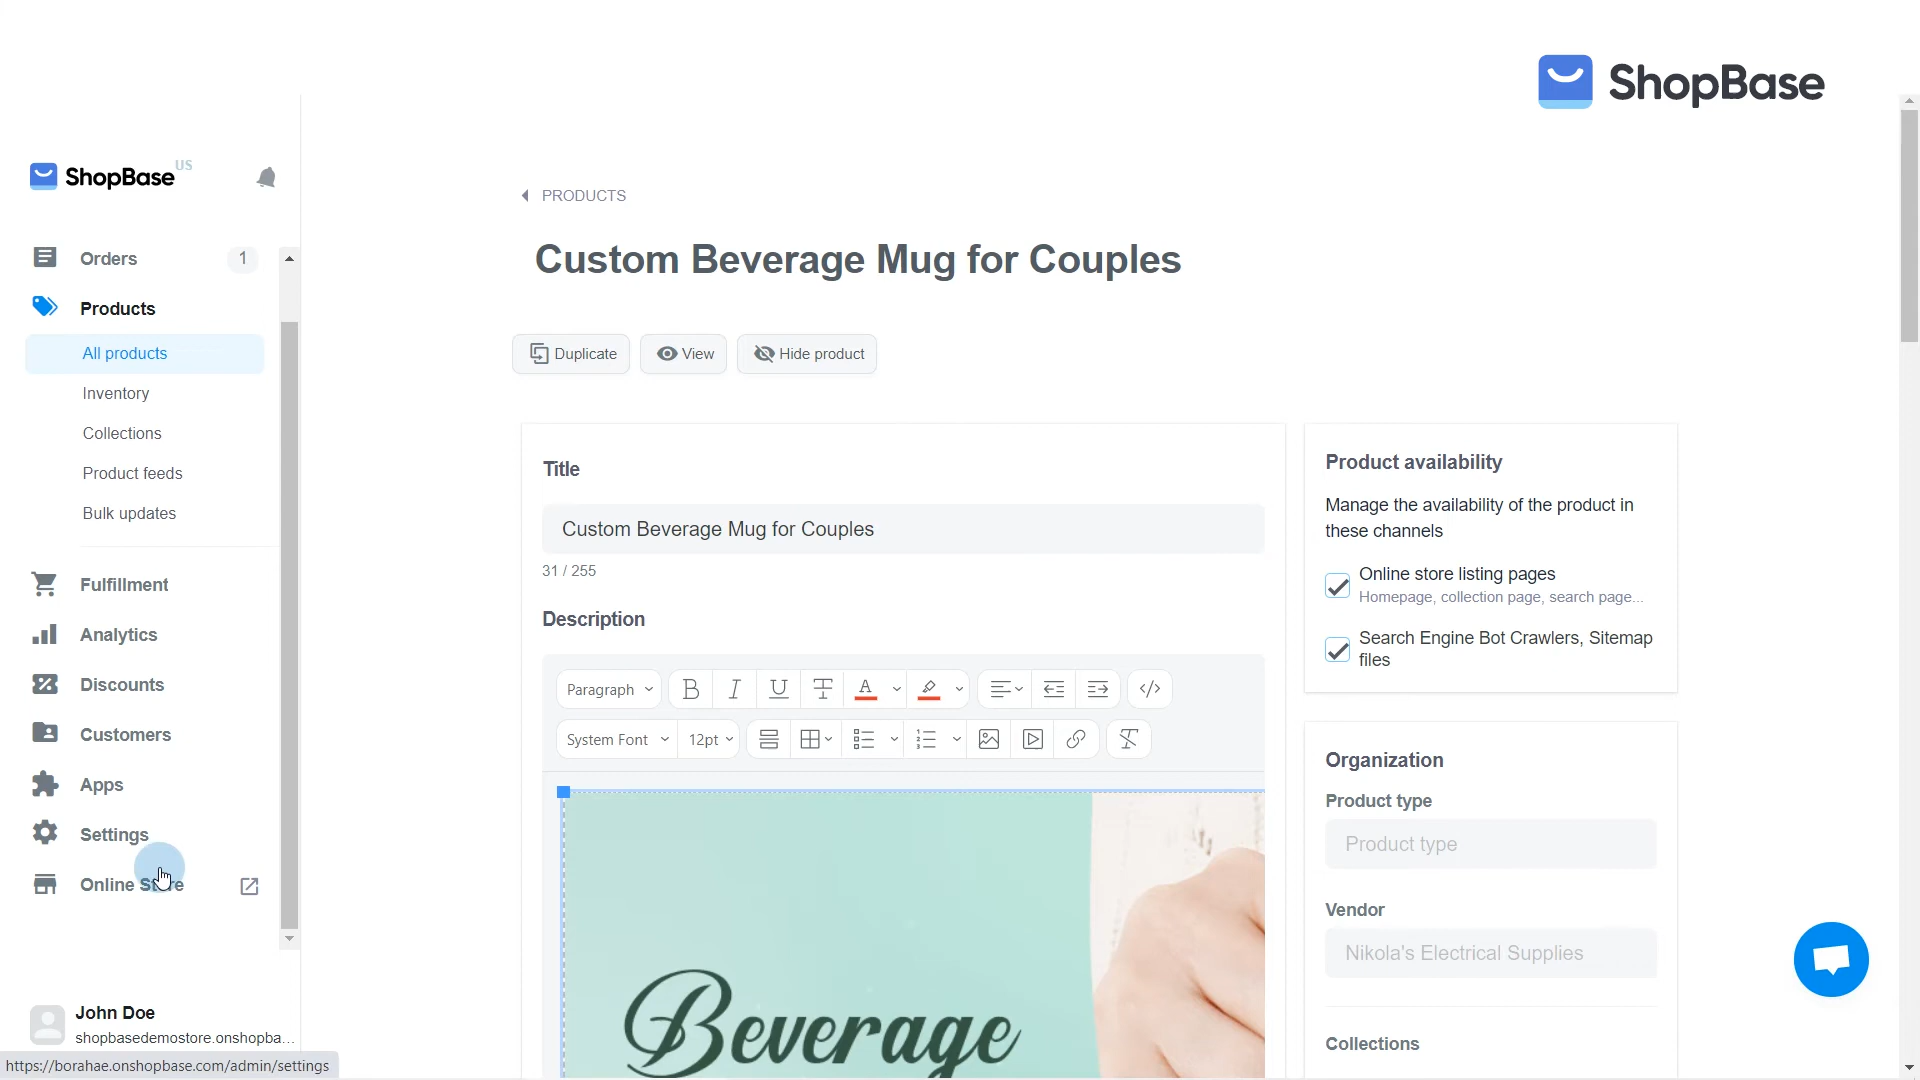 ShopBase
ShopBase US
Orders 1
Products
All products
Inventory
Collections
Product feeds
Bulk updates
Fulfillment
Analytics
Discounts
Customers
Apps
Settings
Online Store
John Doe
shopbasedemostore.onshopba...
https://borahae.onshopbase.com/admin/settings
PRODUCTS
Custom Beverage Mug for Couples
Duplicate View Hide product
Title
Custom Beverage Mug for Couples
31 / 255
Description
Paragraph B I U T A </>
System Font 12pt
Beverage
Product availability
Manage the availability of the product in
these channels
Online store listing pages
Homepage, collection page, search page...
Search Engine Bot Crawlers, Sitemap
files
Organization
Product type
Product type
Vendor
Nikola's Electrical Supplies
Collections